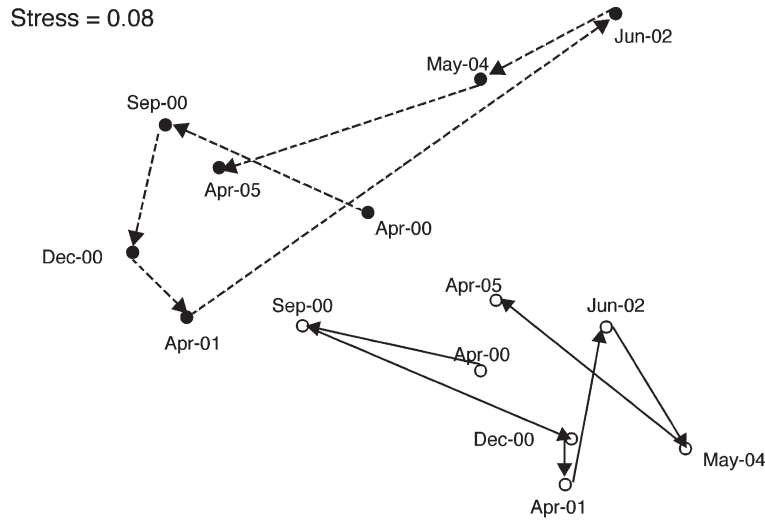 Stress = 0.08
Jun-02
May-04
Sep-00
Apr-05
Apr-00
Dec-00
Apr-01
Apr-05
Sep-00
Jun-02
Apr-00
Dec-00
May-04
Apr-01